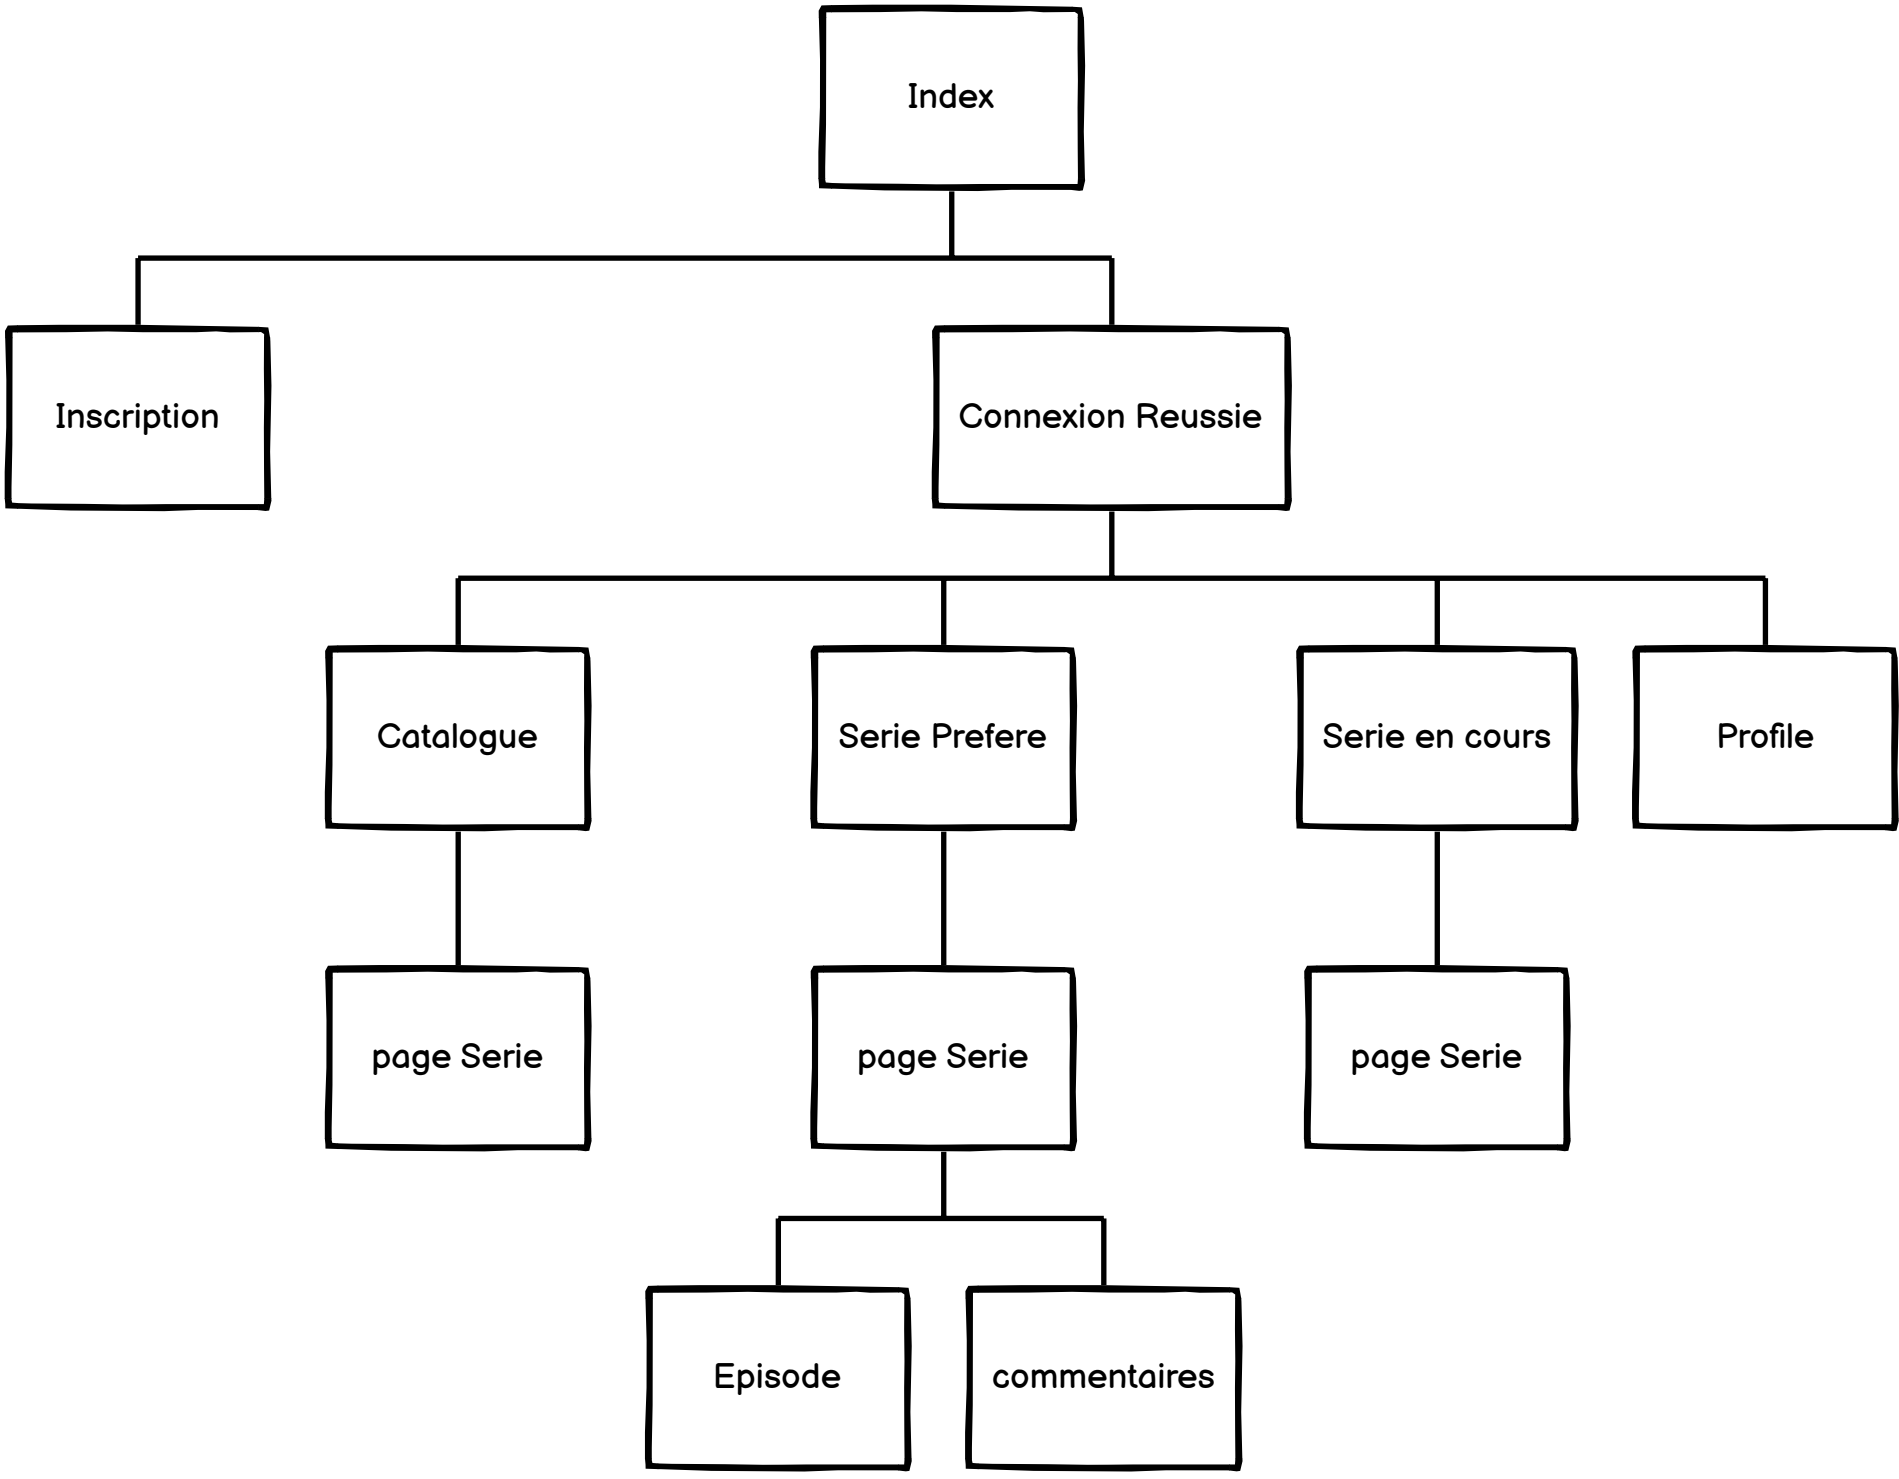 Index
Inscription
Connexion Reussie
Catalogue
Serie Prefere
Serie en cours
Profile
page Serie
page Serie
page Serie
Episode
commentaires